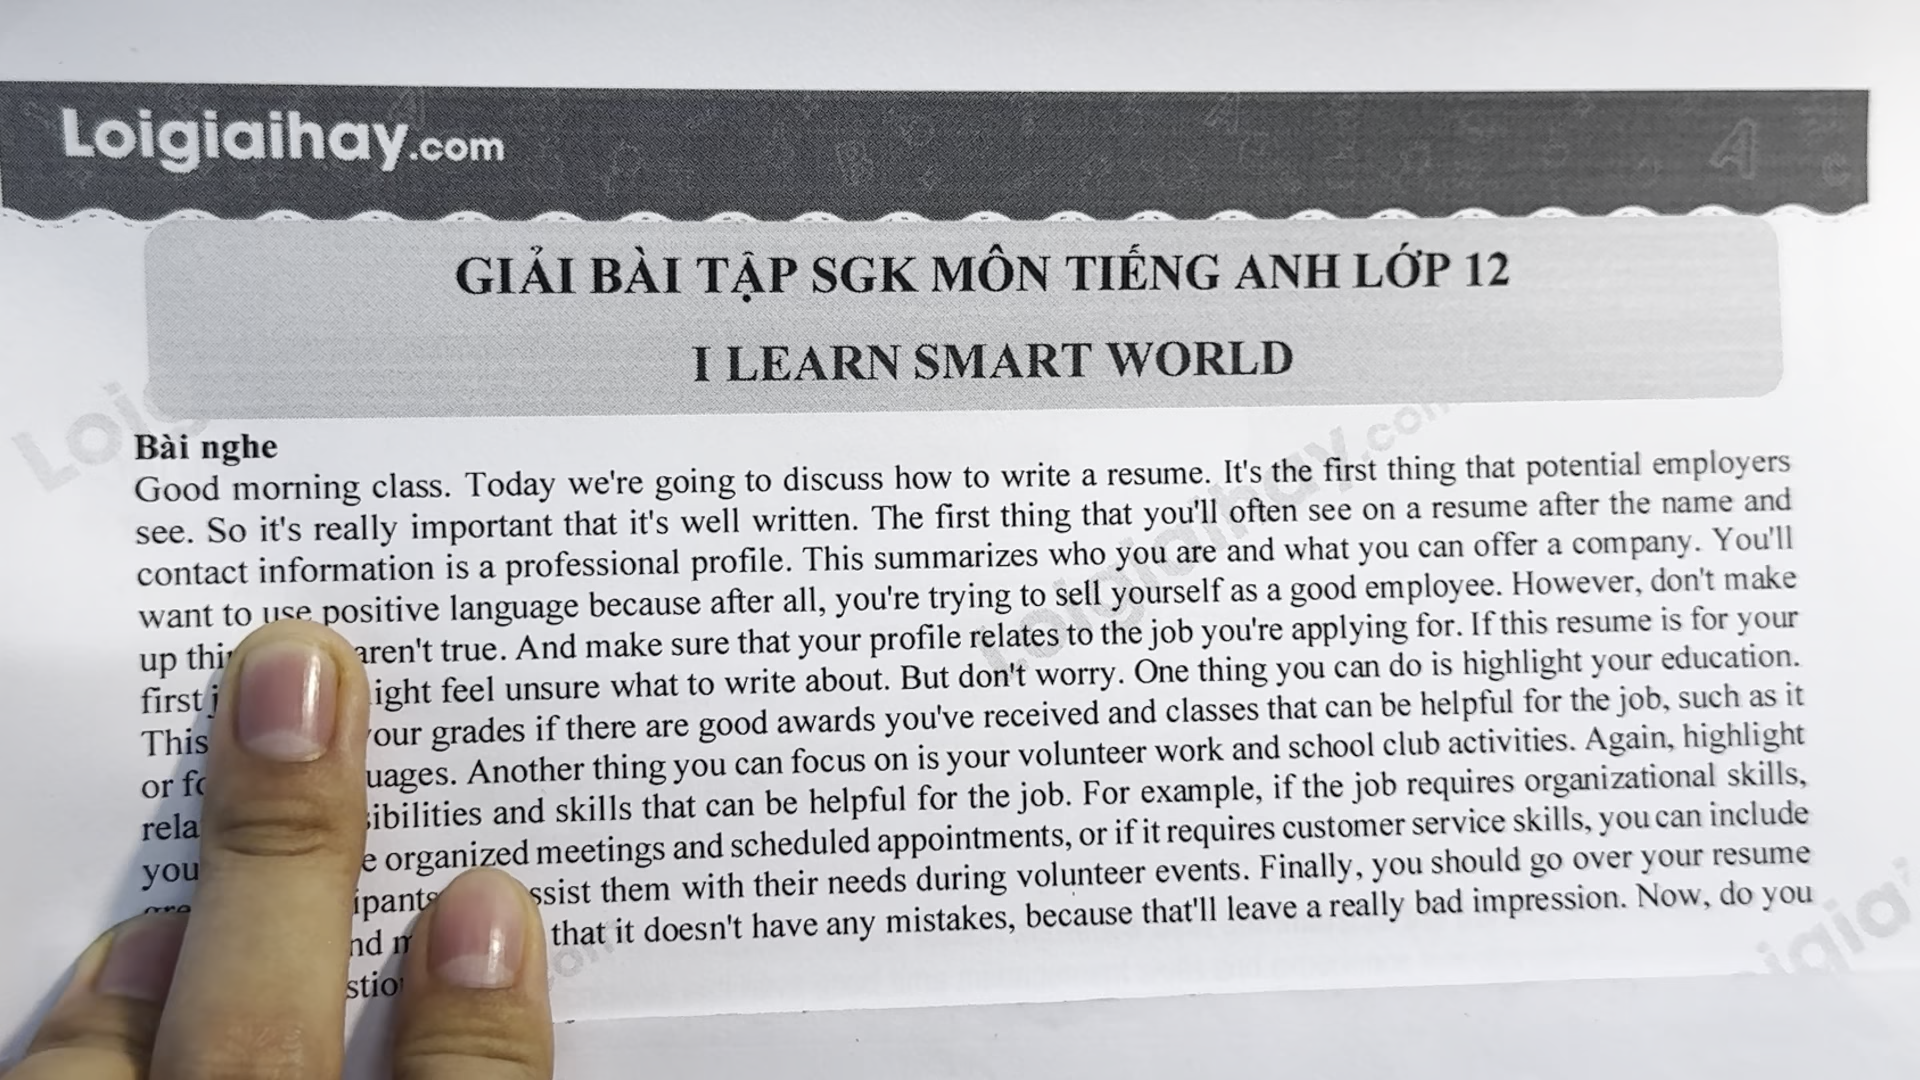 Loigiaihay.com
GIẢI BÀI TẬP SGK MÔN TIẾNG ANH LỚP 12
I LEARN SMART WORLD
Bài nghe
Good morning class. Today we're going to discuss how to write a resume. It's the first thing that potential employers
see. So it's really important that it's well written. The first thing that you'll often see on a resume after the name and
contact information is a professional profile. This summarizes who you are and what you can offer a company. You'll
want to use positive language because after all, you're trying to sell yourself as a good employee. However, don't make
up aren't true. And make sure that your profile relates to the job you're applying for. If this resume is for your
first feel unsure what to write about. But don't worry. One thing you can do is highlight your education.
This grades if there are good awards you've received and classes that can be helpful for the job, such as it
or Another thing you can focus on is your volunteer work and school club activities. Again, highlight
and skills that can be helpful for the job. For example, if the job requires organizational skills,
you organized meetings and scheduled appointments, or if it requires customer service skills, you can include
them with their needs during volunteer events. Finally, you should go over your resume
that it doesn't have any mistakes, because that'll leave a really bad impression. Now, do you